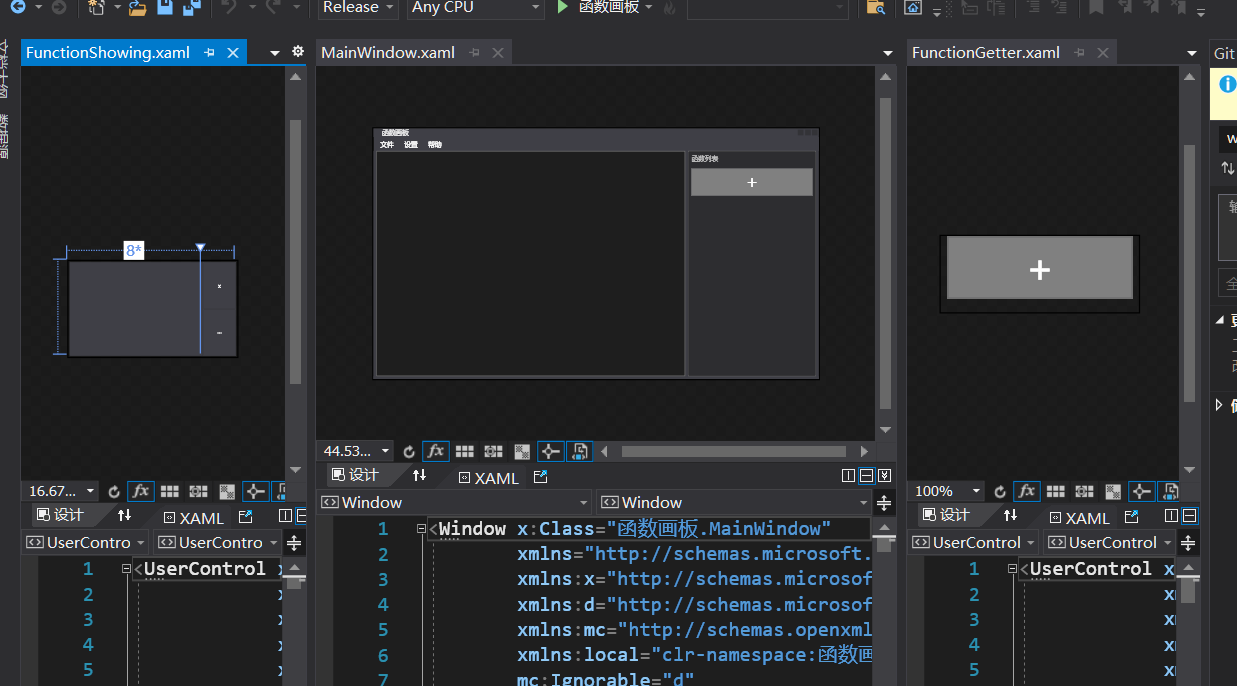 Release Any CPU 函数画板
FunctionShowing.xaml
MainWindow.xaml
FunctionGetter.xaml
Git
函数画板
文件 设置 帮助
函数列表
+
8*
+
44.53...
fx
设计
XAML
16.67...
fx
设计
XAML
100%
fx
设计
XAML
Window
Window
UserContro
UserContro
UserControl
UserControl
1 <Window x:Class="函数画板.MainWindow"
2 xmlns="http://schemas.microsoft.
3 xmlns:x="http://schemas.microsof
4 xmlns:d="http://schemas.microsof
5 xmlns:mc="http://schemas.openxml
6 xmlns:local="clr-namespace:函数画
7 mc:Ignorable="d"
1 <UserControl x
2
3
4
5
1 <UserControl x
2 x
3 x
4 x
5 x